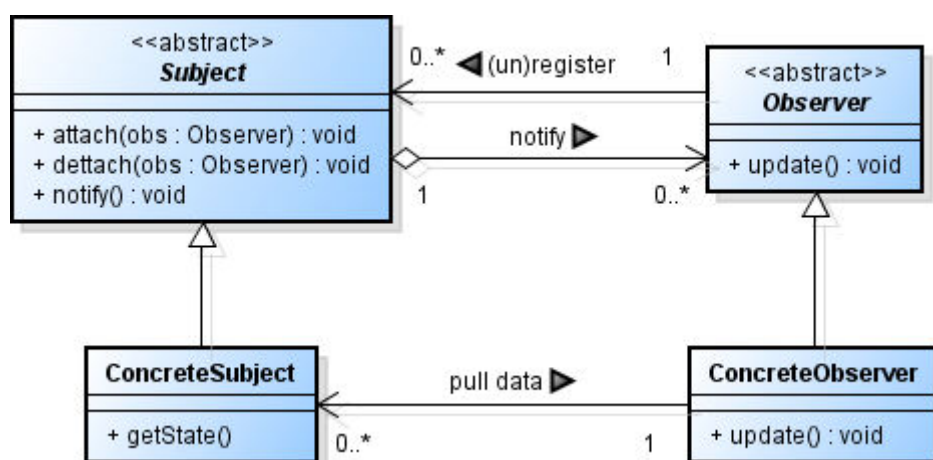 <<abstract>>
Subject
+ attach(obs : Observer) : void
+ dettach(obs : Observer) : void
+ notify() : void
0..* (un)register 1
notify
1 0..*
<<abstract>>
Observer
+ update() : void
ConcreteSubject
+ getState()
pull data
0..* 1
ConcreteObserver
+ update() : void